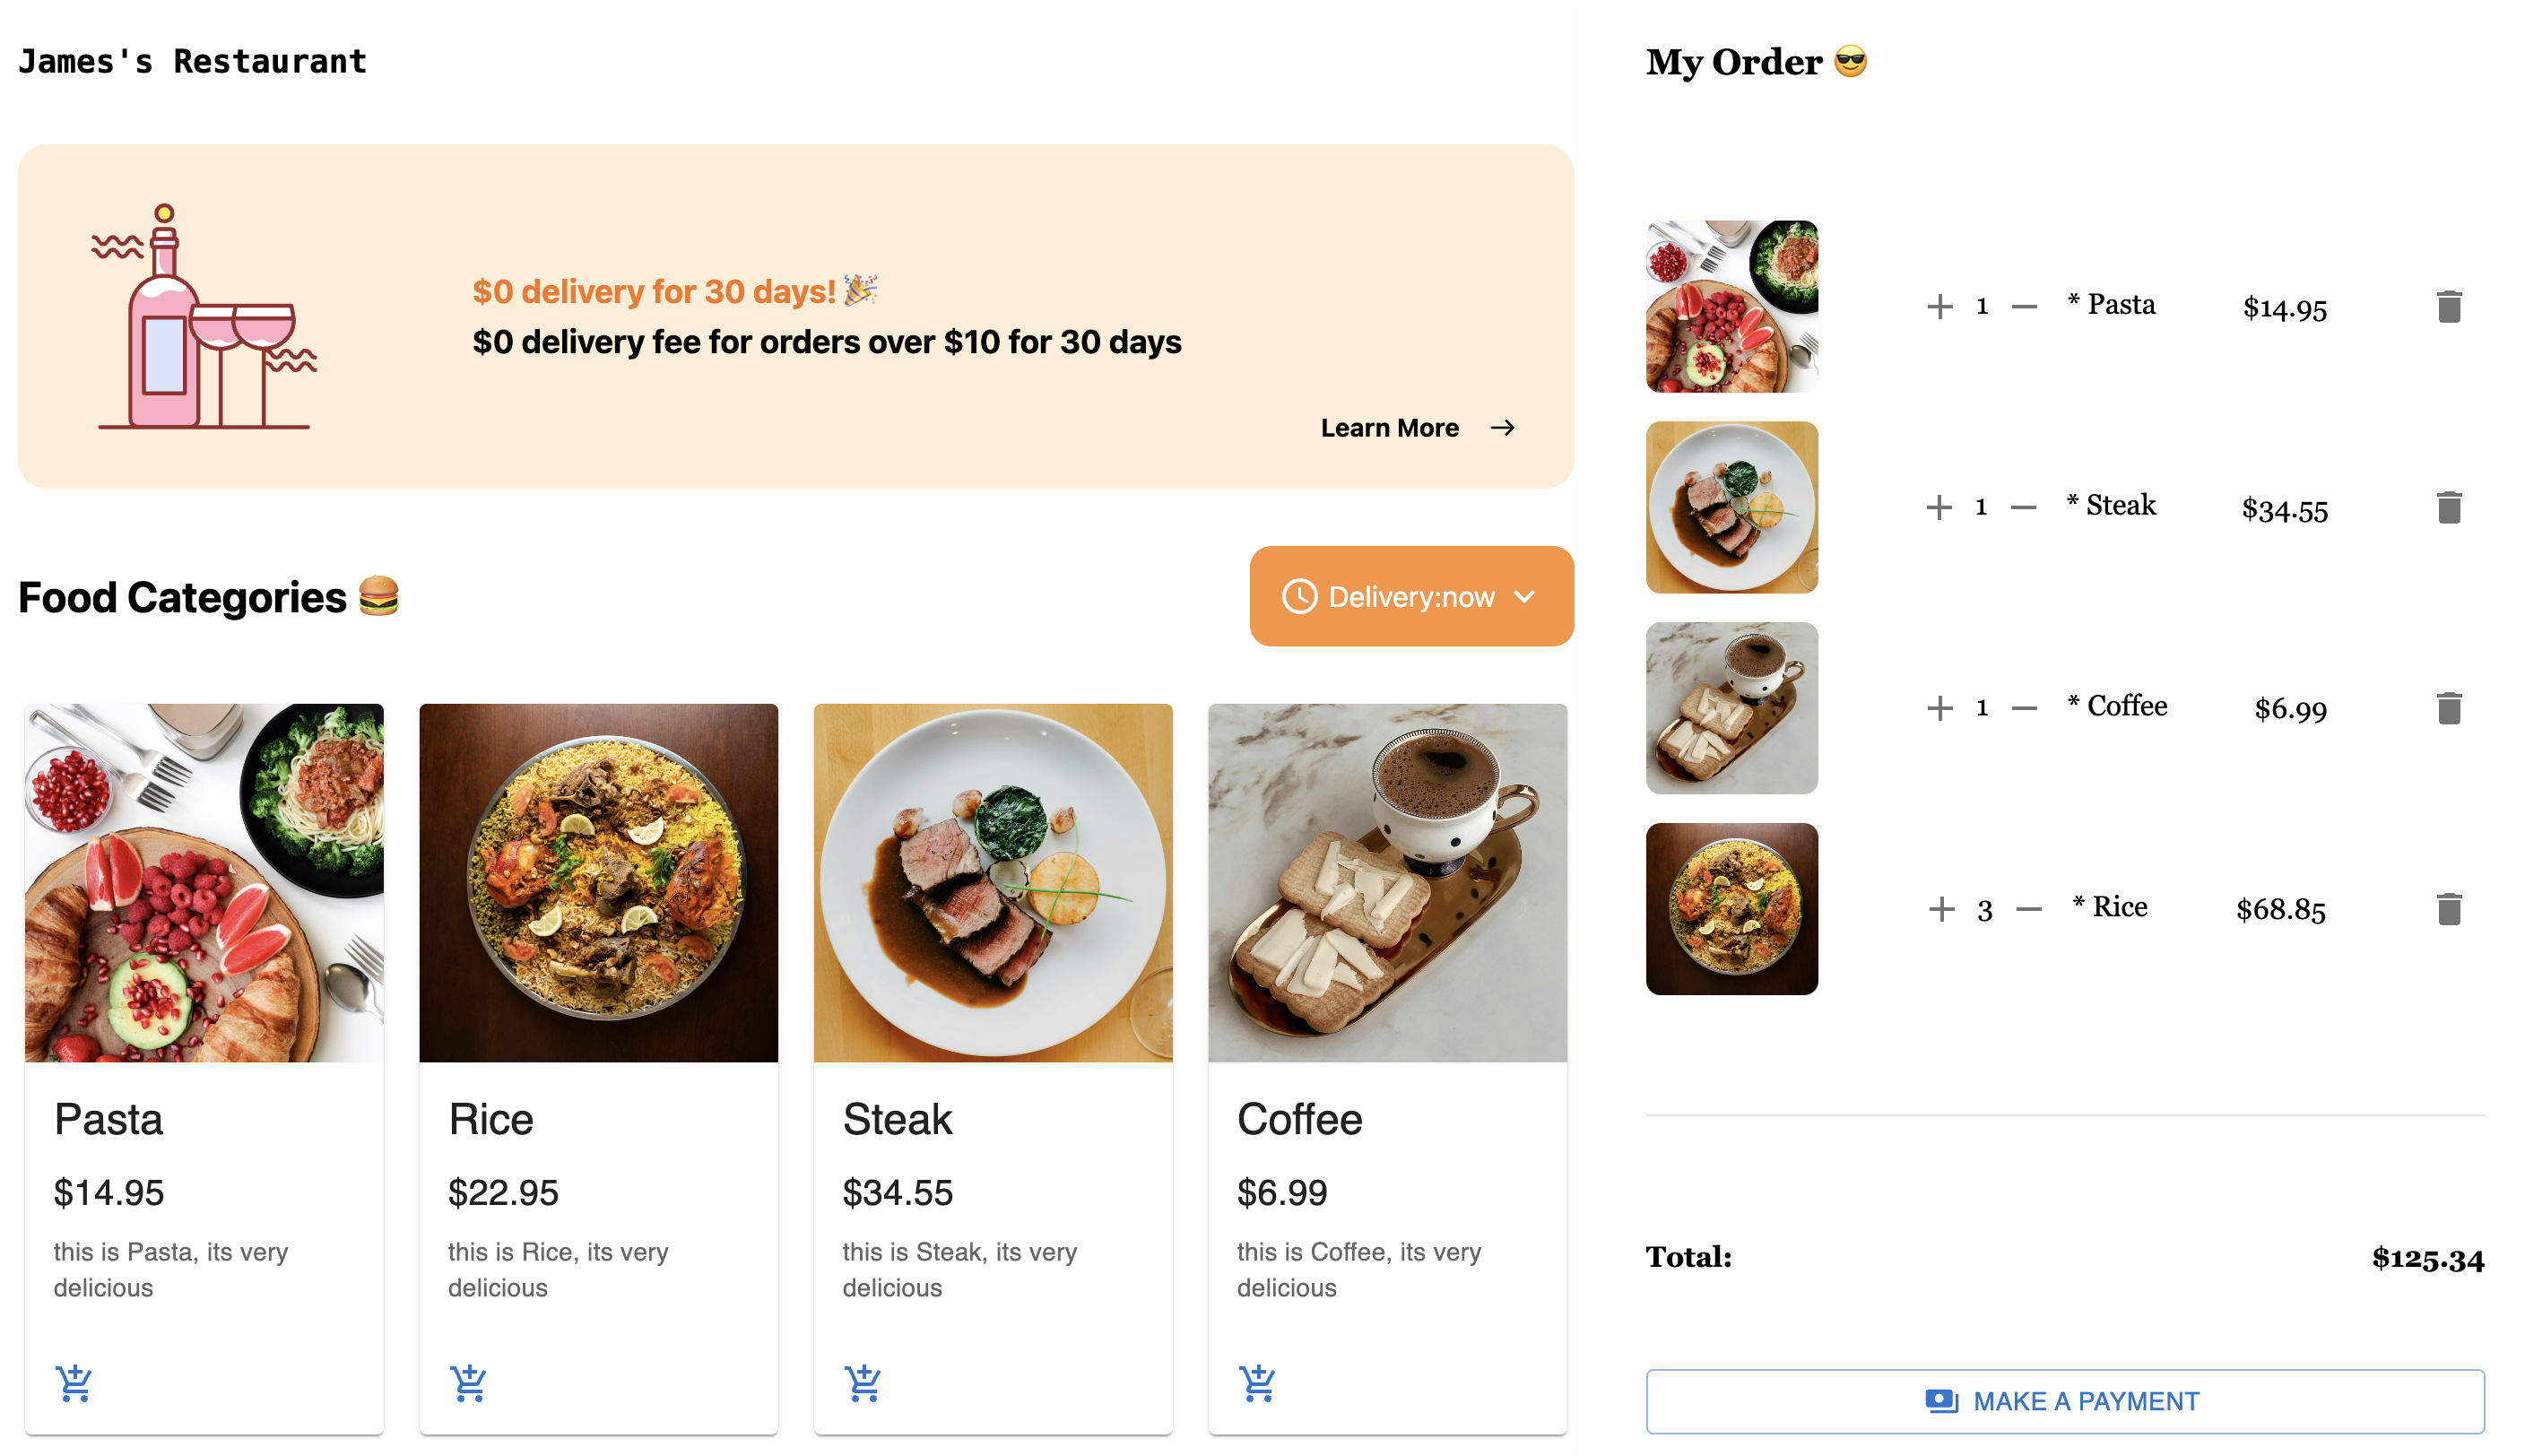 James's Restaurant
$0 delivery for 30 days! 🎉
$0 delivery fee for orders over $10 for 30 days
Learn More →
Food Categories 🍔
Delivery:now
Pasta
$14.95
this is Pasta, its very
delicious
Rice
$22.95
this is Rice, its very
delicious
Steak
$34.55
this is Steak, its very
delicious
Coffee
$6.99
this is Coffee, its very
delicious
My Order 😎
+ 1 − * Pasta $14.95
+ 1 − * Steak $34.55
+ 1 − * Coffee $6.99
+ 3 − * Rice $68.85
Total: $125.34
MAKE A PAYMENT